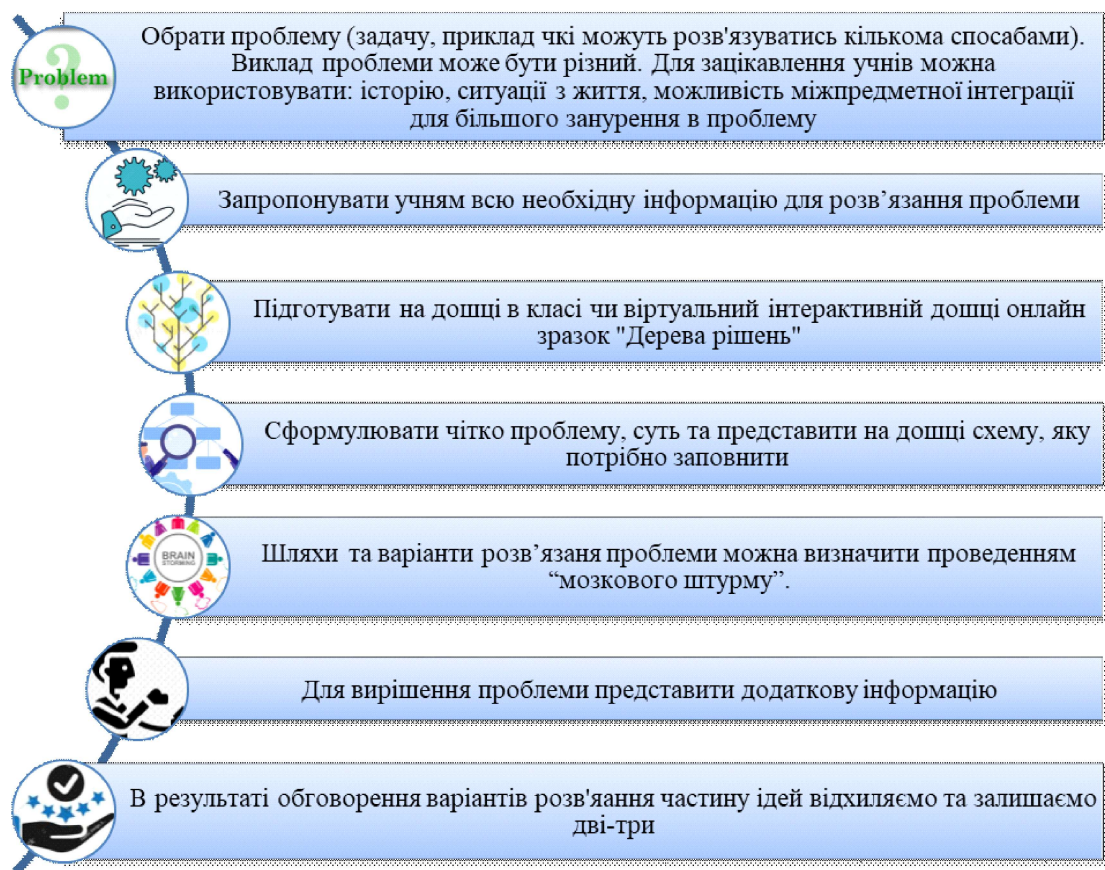 Problem
Обрати проблему (задачу, приклад чкі можуть розв'язуватись кількома спосабами).
Виклад проблеми може бути різний. Для зацікавлення учнів можна
використовувати: історію, ситуації з життя, можливість міжпредметної інтеграції
для більшого занурення в проблему
Запропонувати учням всю необхідну інформацію для розв’язання проблеми
Підготувати на дошці в класі чи віртуальний інтерактивній дошці онлайн
зразок "Дерева рішень"
Сформулювати чітко проблему, суть та представити на дошці схему, яку
потрібно заповнити
BRAIN
STORMING
Шляхи та варіанти розв’язаня проблеми можна визначити проведенням
“мозкового штурму”.
Для вирішення проблеми представити додаткову інформацію
В результаті обговорення варіантів розв'яання частину ідей відхиляємо та залишаємо
дві-три